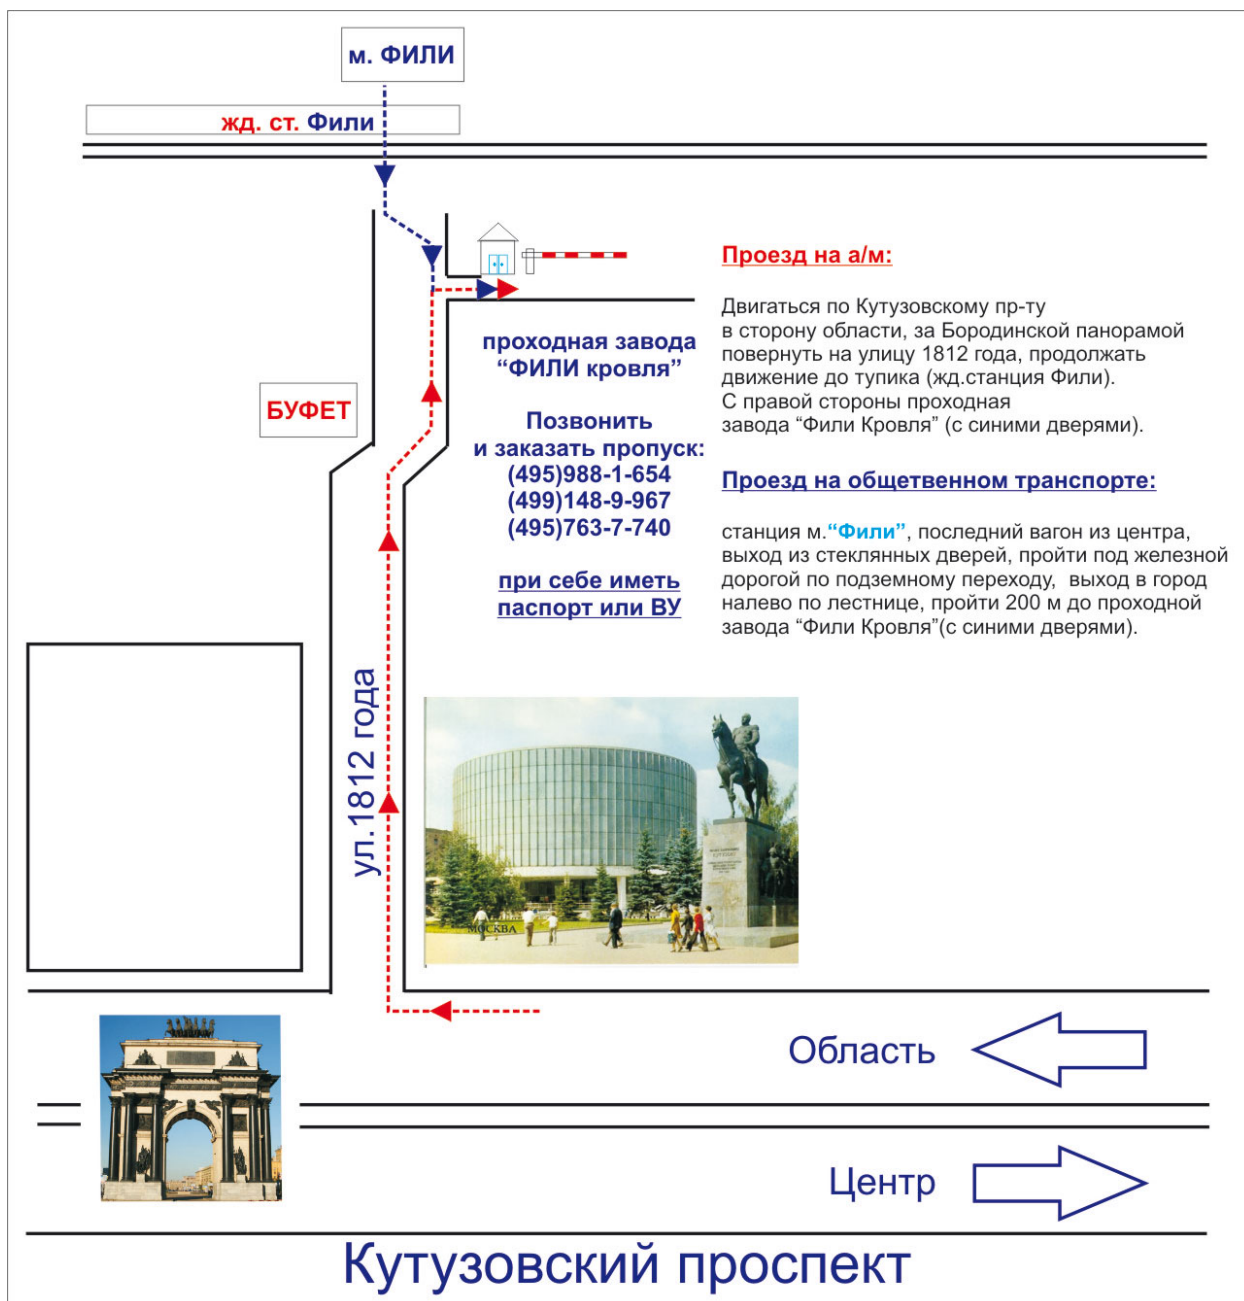 м. ФИЛИ
жд. ст. Фили
Проезд на а/м:
Двигаться по Кутузовскому пр-ту
в сторону области, за Бородинской панорамой
повернуть на улицу 1812 года, продолжать
движение до тупика (жд.станция Фили).
С правой стороны проходная
завода “Фили Кровля” (с синими дверями).
проходная завода
“ФИЛИ кровля”
БУФЕТ
Позвонить
и заказать пропуск:
(495)988-1-654
(499)148-9-967
(495)763-7-740
при себе иметь
паспорт или ВУ
Проезд на общетвенном транспорте:
станция м.“Фили”, последний вагон из центра,
выход из стеклянных дверей, пройти под железной
дорогой по подземному переходу, выход в город
налево по лестнице, пройти 200 м до проходной
завода “Фили Кровля”(с синими дверями).
ул.1812 года
МОСКВА
Область
Центр
Кутузовский проспект